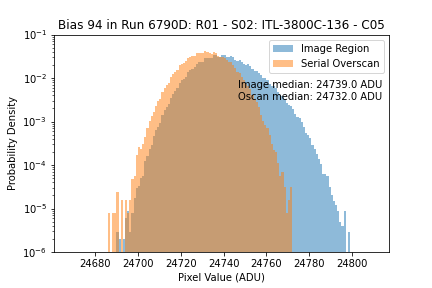 Bias 94 in Run 6790D: R01 - S02: ITL-3800C-136 - C05
Image Region
Serial Overscan
Image median: 24739.0 ADU
Oscan median: 24732.0 ADU
Probability Density
10⁻¹
10⁻²
10⁻³
10⁻⁴
10⁻⁵
10⁻⁶
24680 24700 24720 24740 24760 24780 24800
Pixel Value (ADU)